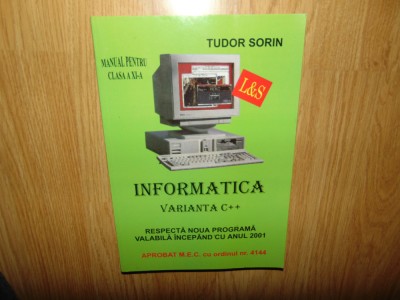 TUDOR SORIN
MANUAL PENTRU
CLASA A XI-A
L&S
INFORMATICA
VARIANTA C++
RESPECTĂ NOUA PROGRAMĂ
VALABILĂ ÎNCEPÂND CU ANUL 2001
APROBAT M.E.C. cu ordinul nr. 4144